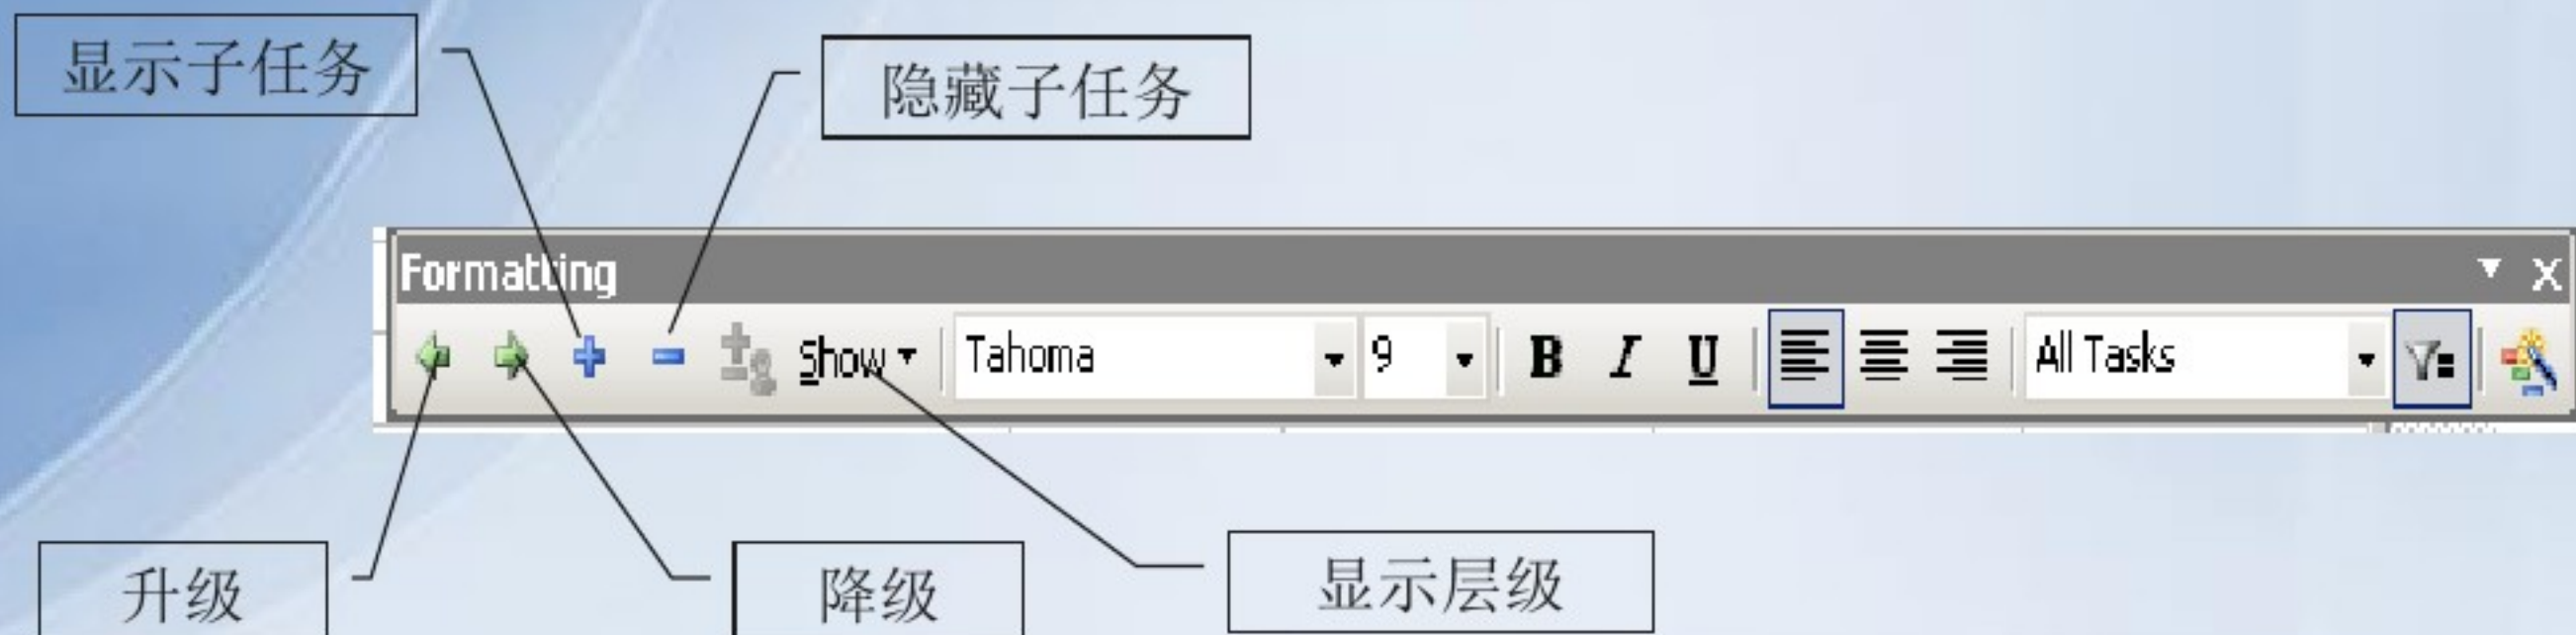 显示子任务
隐藏子任务
Formatting
Show Tahoma 9 B I U All Tasks
升级
降级
显示层级